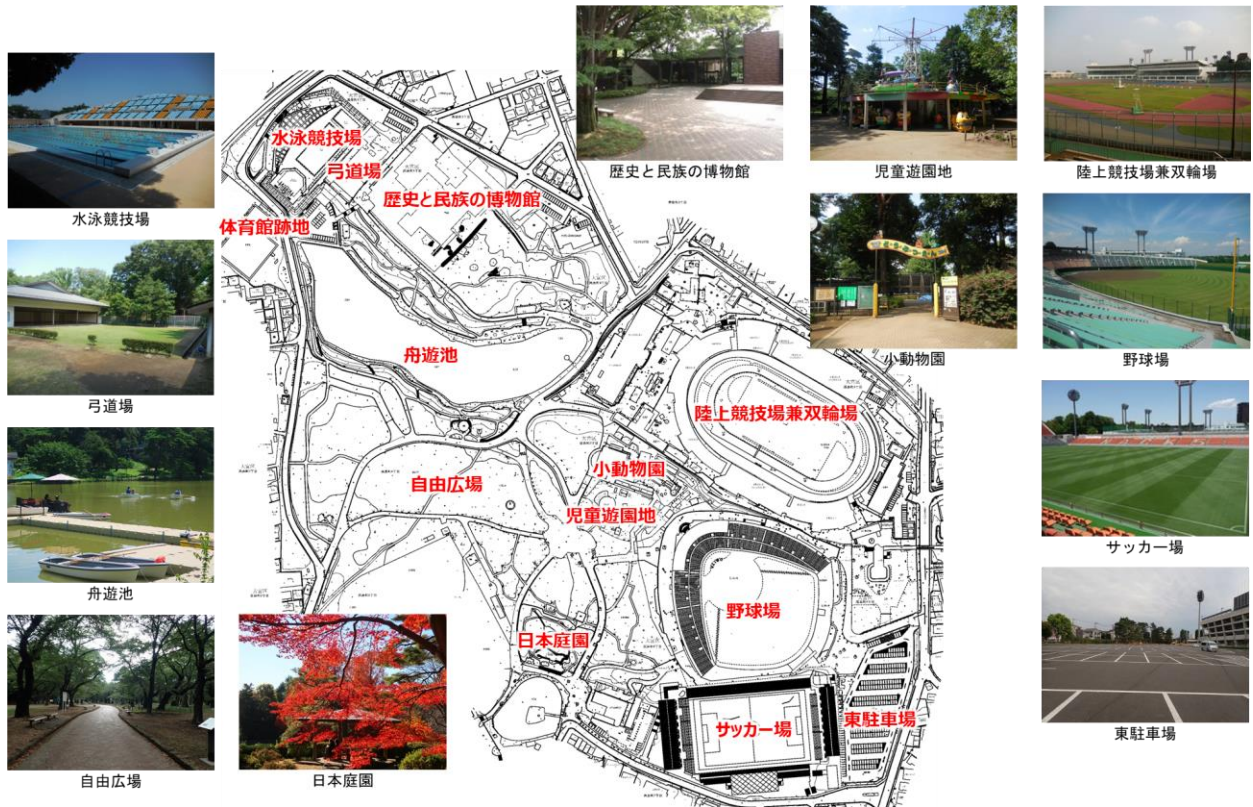 水泳競技場
弓道場
舟遊池
自由広場
日本庭園
歴史と民族の博物館
児童遊園地
陸上競技場兼双輪場
小動物園
野球場
サッカー場
東駐車場
水泳競技場
弓道場
歴史と民族の博物館
体育館跡地
舟遊池
陸上競技場兼双輪場
小動物園
自由広場
児童遊園地
野球場
日本庭園
サッカー場
東駐車場